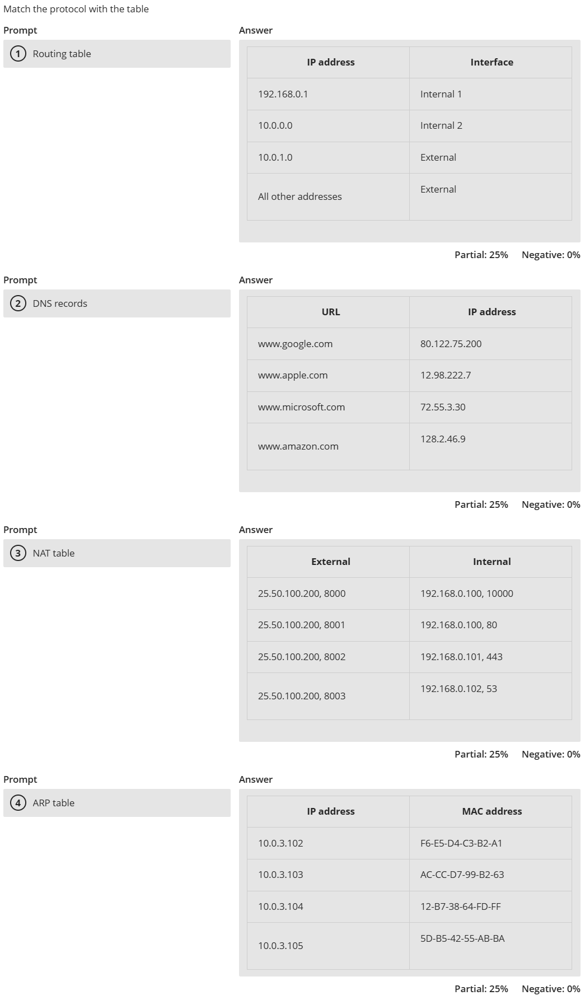 Match the protocol with the table
Prompt
Answer
1 Routing table
IP address Interface
192.168.0.1 Internal 1
10.0.0.0 Internal 2
10.0.1.0 External
All other addresses External
Partial: 25% Negative: 0%
Prompt
Answer
2 DNS records
URL IP address
www.google.com 80.122.75.200
www.apple.com 12.98.222.7
www.microsoft.com 72.55.3.30
www.amazon.com 128.2.46.9
Partial: 25% Negative: 0%
Prompt
Answer
3 NAT table
External Internal
25.50.100.200, 8000 192.168.0.100, 10000
25.50.100.200, 8001 192.168.0.100, 80
25.50.100.200, 8002 192.168.0.101, 443
25.50.100.200, 8003 192.168.0.102, 53
Partial: 25% Negative: 0%
Prompt
Answer
4 ARP table
IP address MAC address
10.0.3.102 F6-E5-D4-C3-B2-A1
10.0.3.103 AC-CC-D7-99-B2-63
10.0.3.104 12-B7-38-64-FD-FF
10.0.3.105 5D-B5-42-55-AB-BA
Partial: 25% Negative: 0%